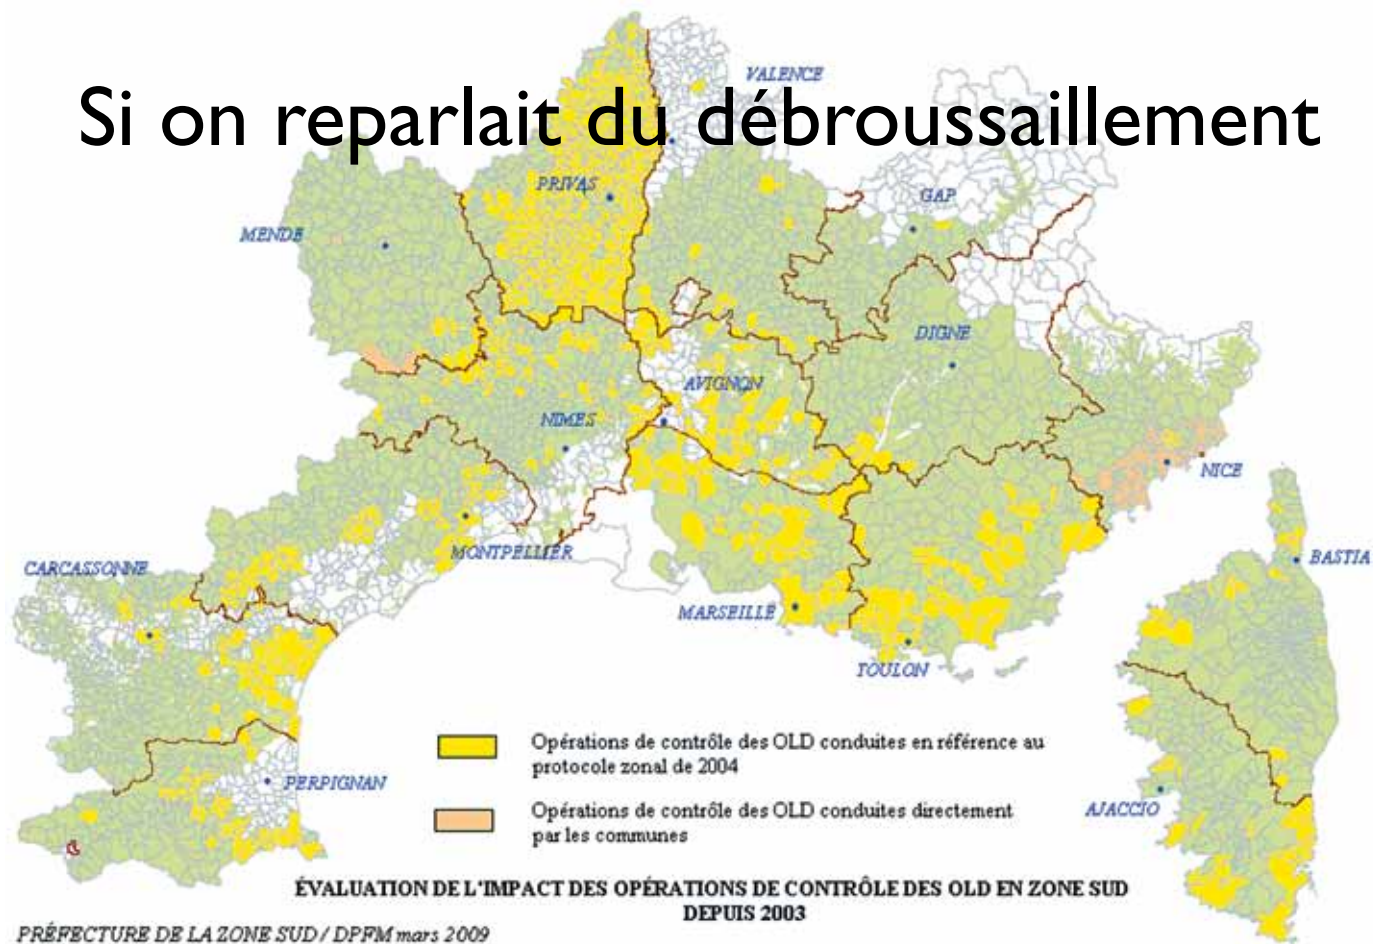 Si on reparlait du débroussaillement
VALENCE
PRIVAS
GAP
MENDE
DIGNE
AVIGNON
NIMES
NICE
MONTPELLIER
BASTIA
CARCASSONNE
MARSEILLE
TOULON
Opérations de contrôle des OLD conduites en référence au
protocole zonal de 2004
PERPIGNAN
AJACCIO
Opérations de contrôle des OLD conduites directement
par les communes
ÉVALUATION DE L'IMPACT DES OPÉRATIONS DE CONTRÔLE DES OLD EN ZONE SUD
DEPUIS 2003
PRÉFECTURE DE LA ZONE SUD / DPFM mars 2009